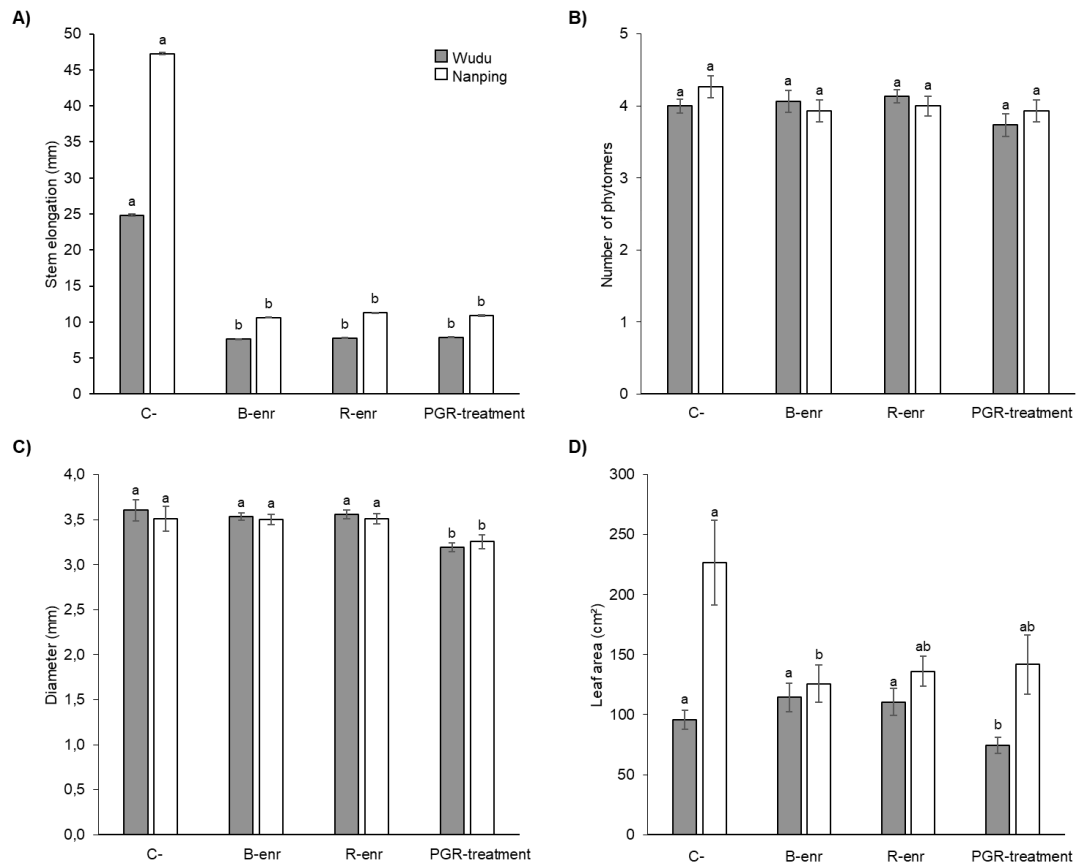 A)
Stem elongation (mm)
50
45
40
35
30
25
20
15
10
5
0
a
a
b
b
b
b
b
b
Wudu
Nanping
C-
B-enr
R-enr
PGR-treatment
B)
Number of phytomers
5
4
3
2
1
0
a
a
a
a
a
a
a
a
C-
B-enr
R-enr
PGR-treatment
C)
Diameter (mm)
4,0
3,5
3,0
2,5
2,0
1,5
1,0
0,5
0,0
a
a
a
a
a
a
b
b
C-
B-enr
R-enr
PGR-treatment
D)
Leaf area (cm²)
300
250
200
150
100
50
0
a
a
a
b
a
ab
b
ab
C-
B-enr
R-enr
PGR-treatment